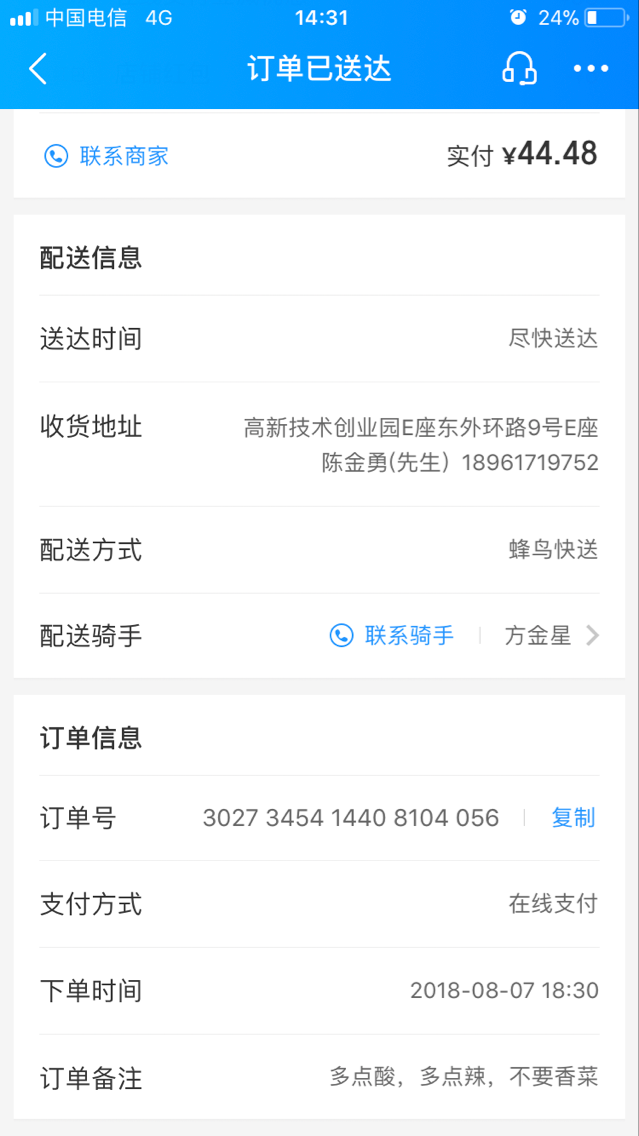 中国电信 4G 14:31 24%
订单已送达
联系商家 实付 ¥44.48
配送信息
送达时间 尽快送达
收货地址 高新技术创业园E座东外环路9号E座
陈金勇(先生) 18961719752
配送方式 蜂鸟快送
配送骑手 联系骑手 方金星
订单信息
订单号 3027 3454 1440 8104 056 复制
支付方式 在线支付
下单时间 2018-08-07 18:30
订单备注 多点酸，多点辣，不要香菜